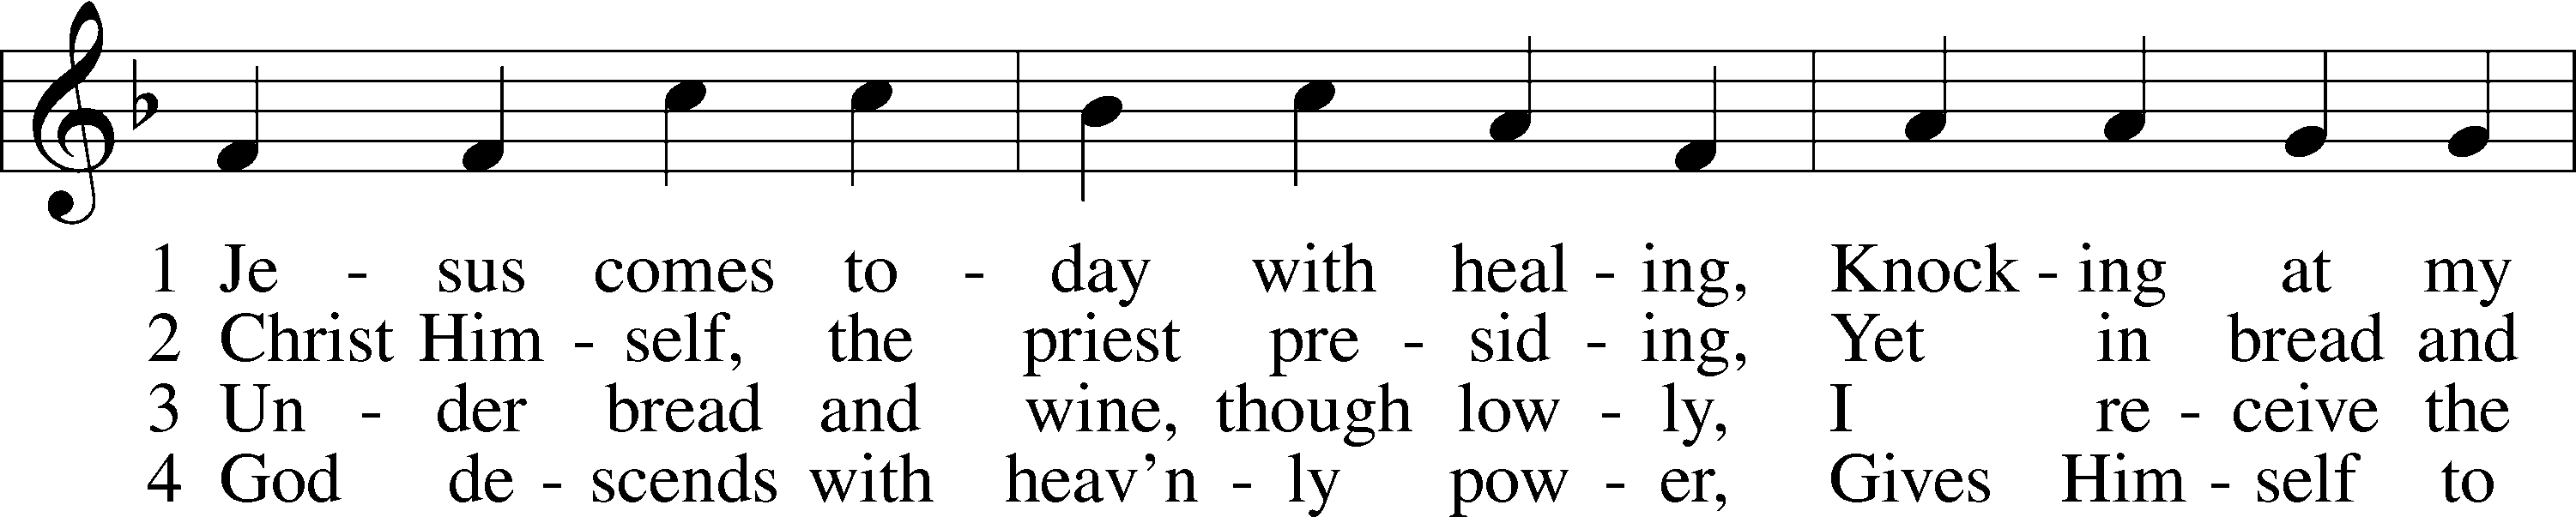 1 Je - sus comes to - day with heal - ing, Knock - ing at my
2 Christ Him - self, the priest pre - sid - ing, Yet in bread and
3 Un - der bread and wine, though low - ly, I re - ceive the
4 God de - scends with heav'n - ly pow - er, Gives Him - self to